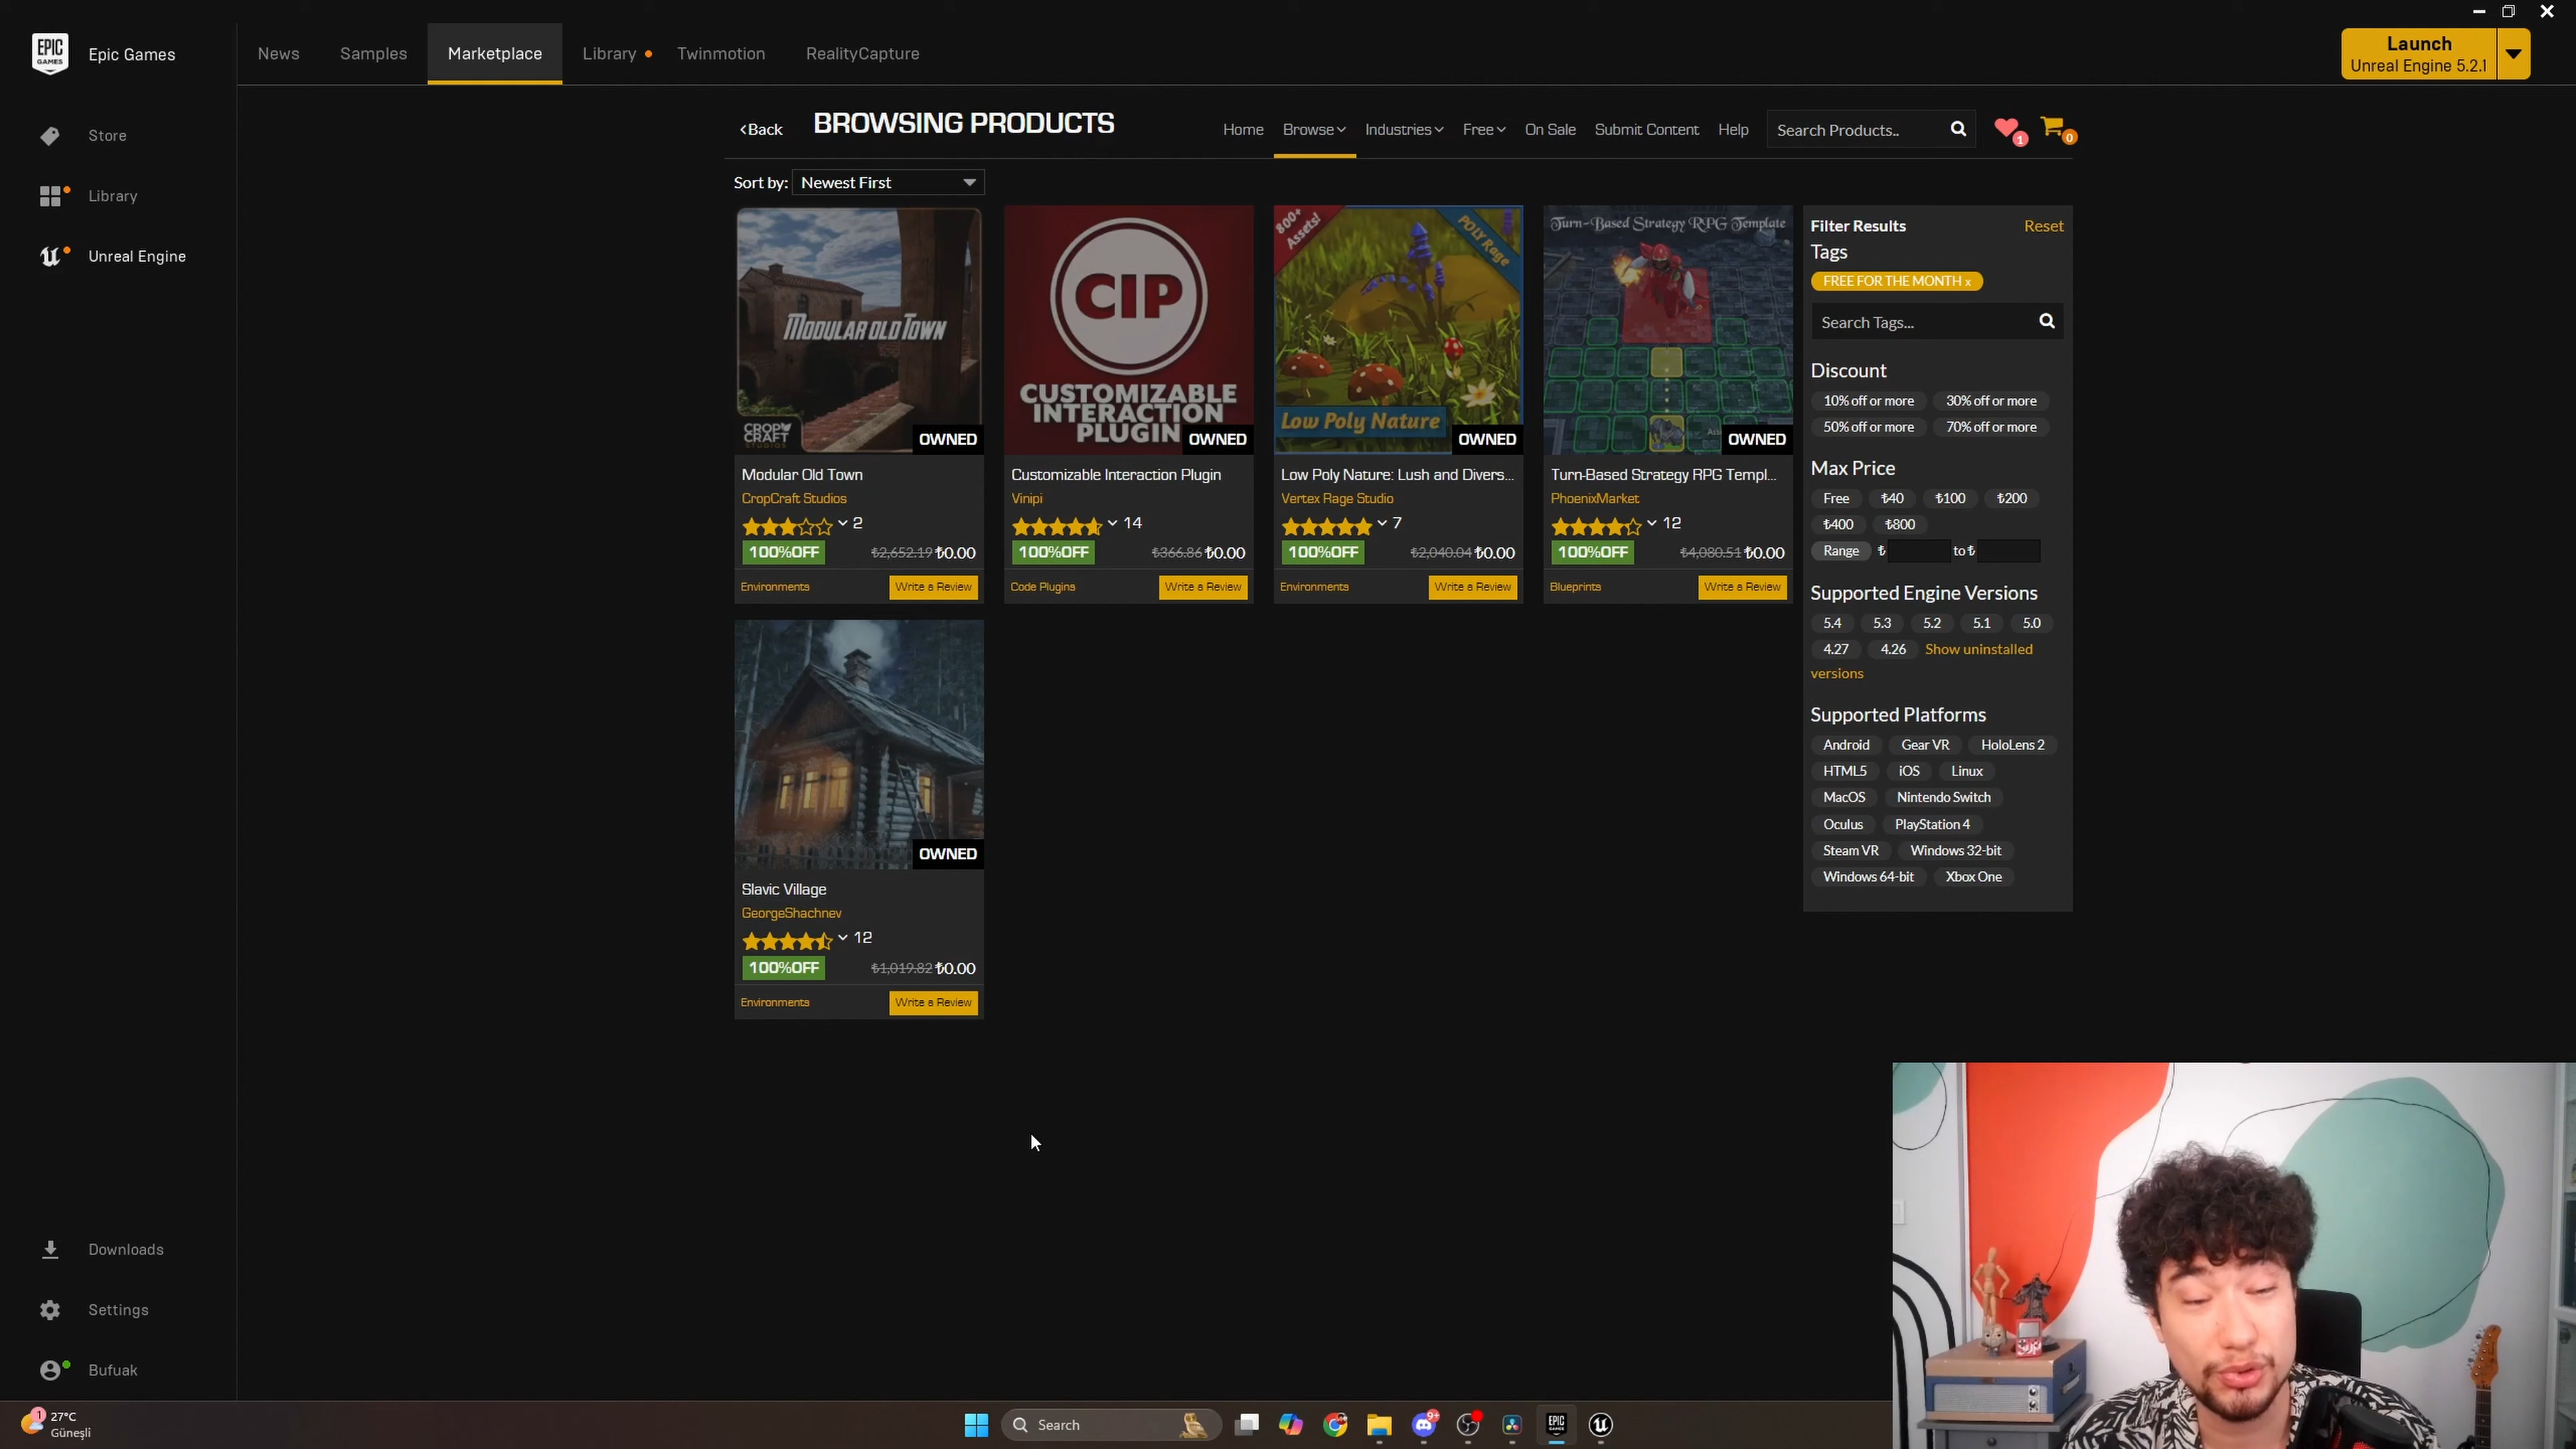 EPIC GAMES
Epic Games
News
Samples
Marketplace
Library
Twinmotion
RealityCapture
Launch
Unreal Engine 5.2.1
Store
Library
Unreal Engine
Back
BROWSING PRODUCTS
Home
Browse
Industries
Free
On Sale
Submit Content
Help
Search Products..
1
0
Sort by:
Newest First
MODULAR OLD TOWN
CROPCRAFT
STUDIOS
OWNED
Modular Old Town
CropCraft Studios
2
100%OFF
₺2,652.19 ₺0.00
Environments
Write a Review
CIP
CUSTOMIZABLE
INTERACTION
PLUGIN
OWNED
Customizable Interaction Plugin
Vinipi
14
100%OFF
₺366.86 ₺0.00
Code Plugins
Write a Review
800+
Assets!
POLY Rage
Low Poly Nature
OWNED
Low Poly Nature: Lush and Divers...
Vertex Rage Studio
7
100%OFF
₺2,040.04 ₺0.00
Environments
Write a Review
Turn-Based Strategy RPG Template
OWNED
Turn-Based Strategy RPG Templ...
PhoenixMarket
12
100%OFF
₺4,080.51 ₺0.00
Blueprints
Write a Review
OWNED
Slavic Village
GeorgeShachnev
12
100%OFF
₺1,019.82 ₺0.00
Environments
Write a Review
Filter Results
Reset
Tags
FREE FOR THE MONTH x
Search Tags...
Discount
10% off or more
30% off or more
50% off or more
70% off or more
Max Price
Free ₺40 ₺100 ₺200
₺400 ₺800
Range ₺ to ₺
Supported Engine Versions
5.4 5.3 5.2 5.1 5.0
4.27 4.26 Show uninstalled
versions
Supported Platforms
Android Gear VR HoloLens 2
HTML5 iOS Linux
MacOS Nintendo Switch
Oculus PlayStation 4
Steam VR Windows 32-bit
Windows 64-bit Xbox One
Downloads
Settings
Bufuak
1
27°C
Güneşli
Search
9+
EPIC GAMES